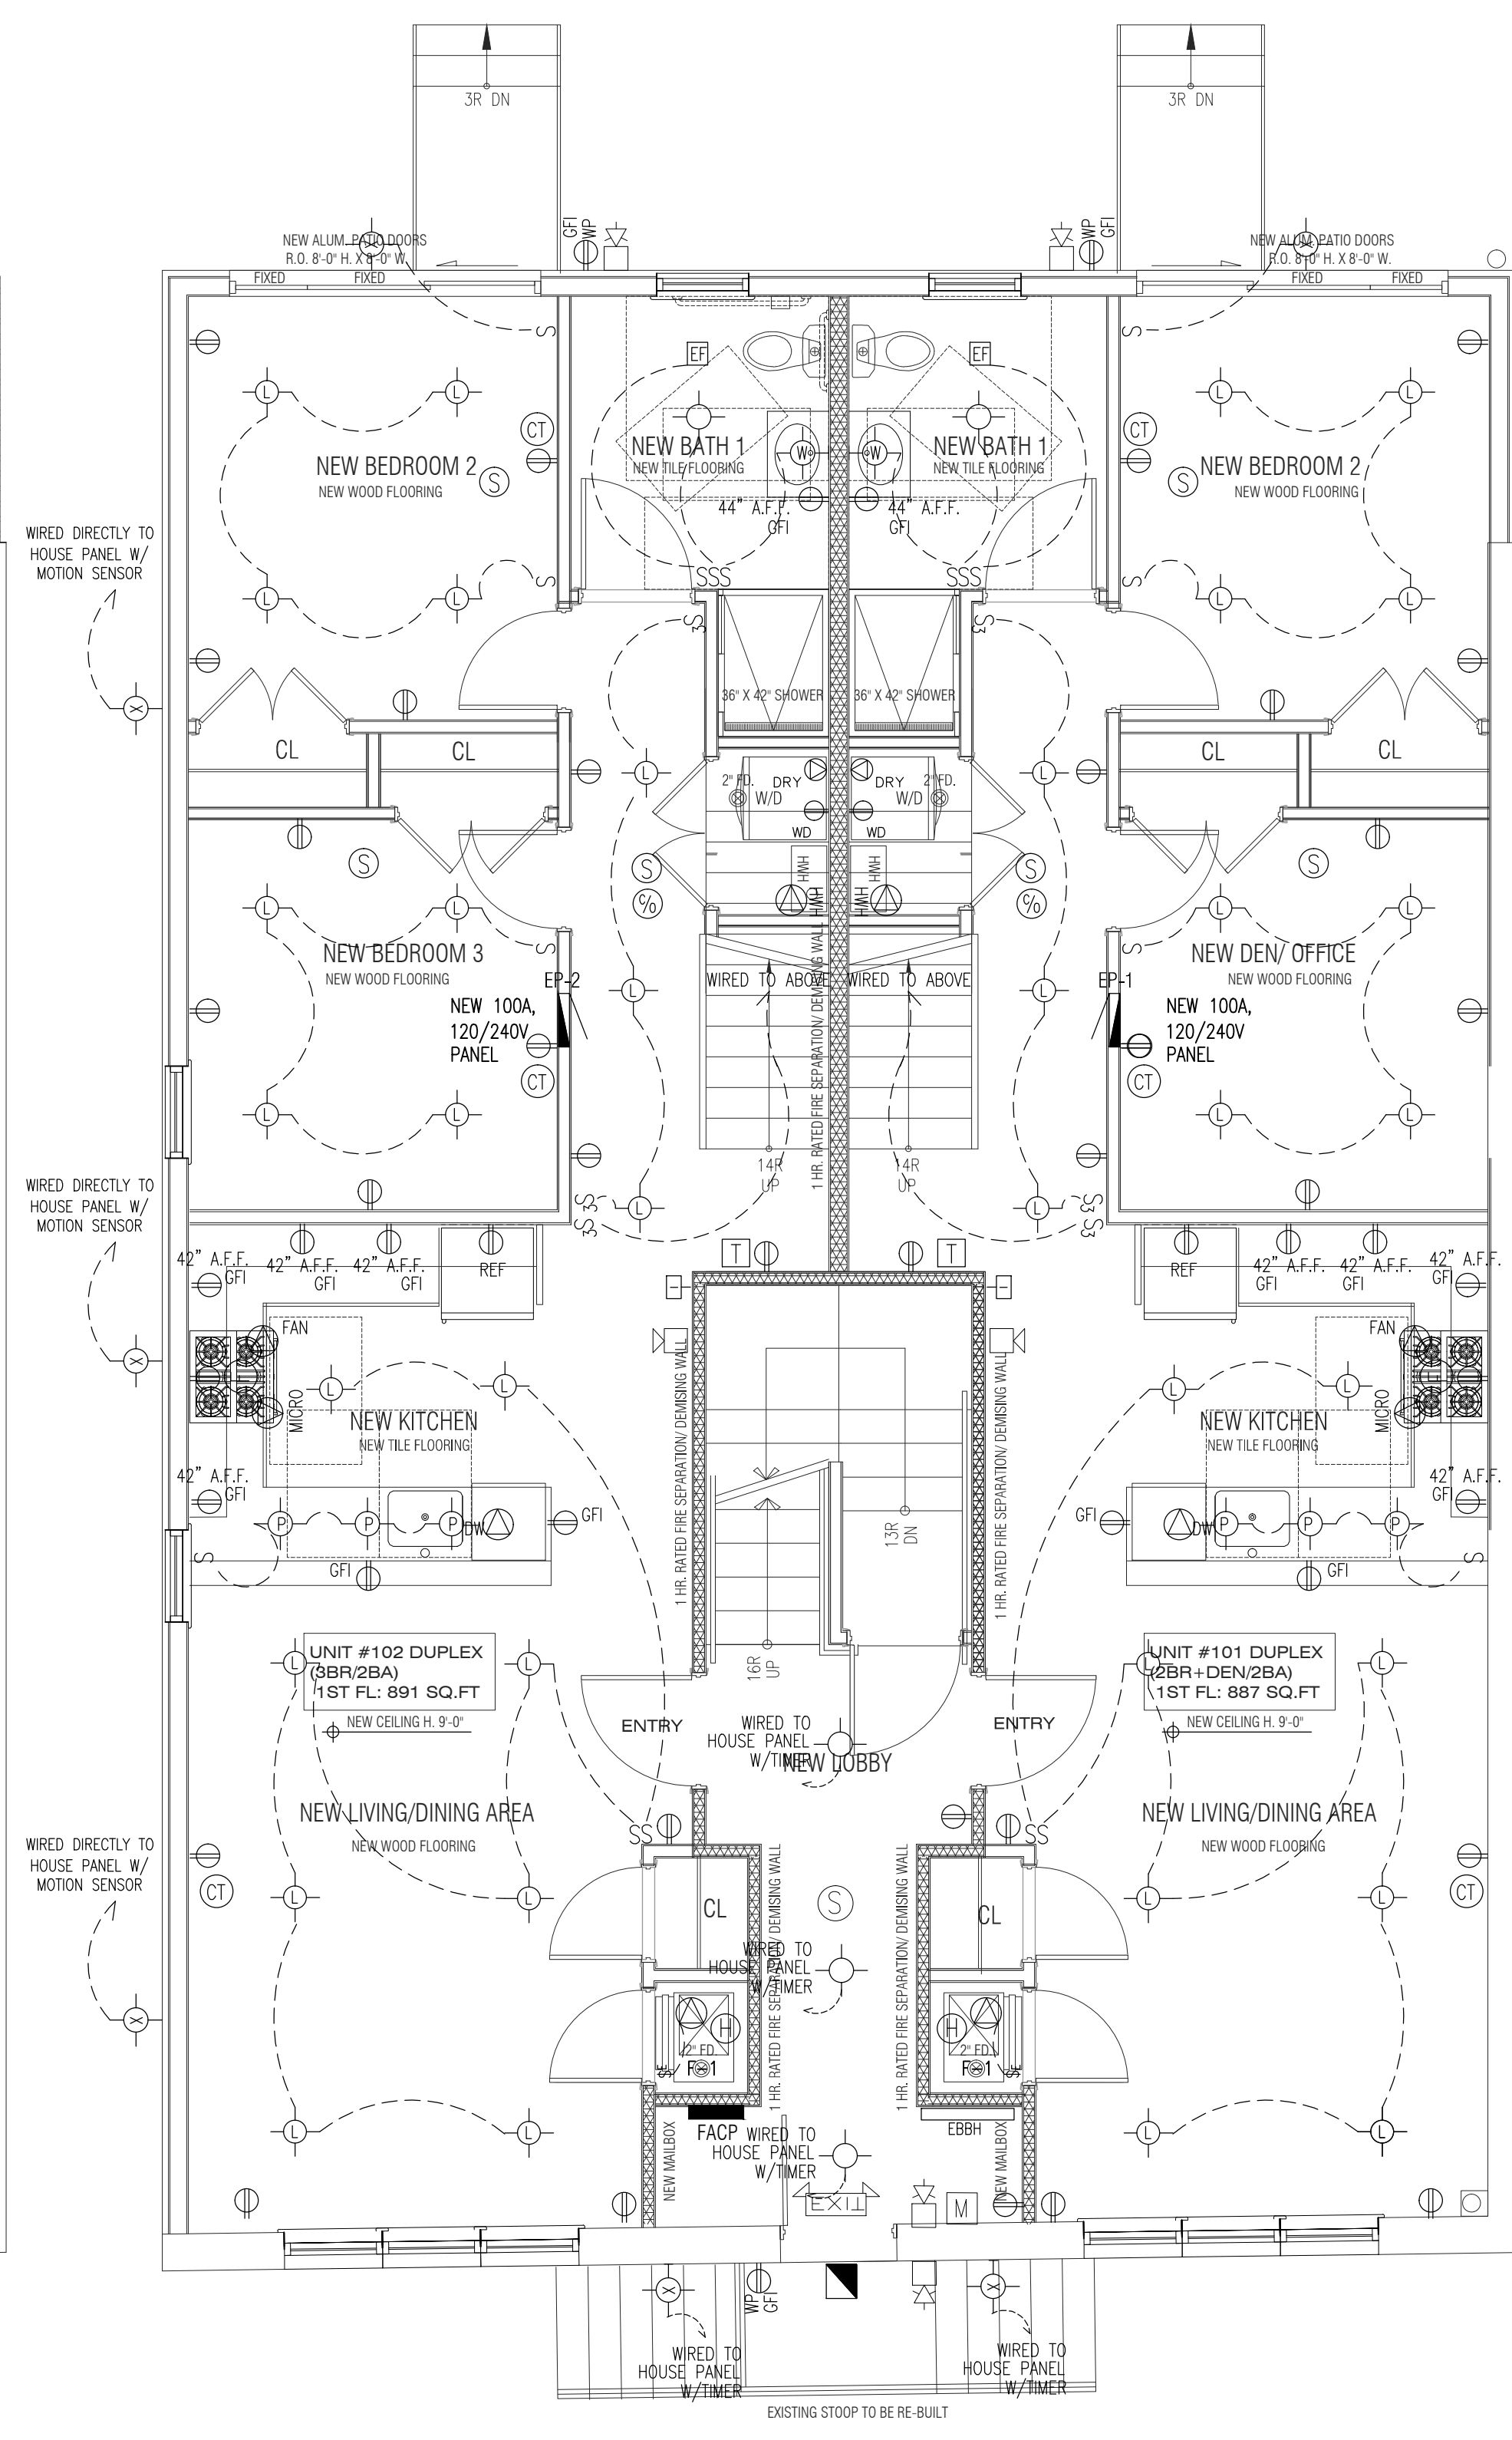 3R DN
3R DN
NEW ALUM. PATIO DOORS
R.O. 8'-0" H. X 8'-0" W.
FIXED
FIXED
GFI
WP
WP
GFI
NEW ALUM. PATIO DOORS
R.O. 8'-0" H. X 8'-0" W.
FIXED
FIXED
S
S
EF
EF
L
L
L
L
CT
CT
NEW BEDROOM 2
NEW WOOD FLOORING
S
NEW BATH 1
NEW TILE FLOORING
W
W
NEW BATH 1
NEW TILE FLOORING
S
NEW BEDROOM 2
NEW WOOD FLOORING
44" A.F.F.
GFI
44" A.F.F.
GFI
WIRED DIRECTLY TO
HOUSE PANEL W/
MOTION SENSOR
X
L
L
S
SSS
SSS
S
L
L
S3
S3
36" X 42" SHOWER
36" X 42" SHOWER
CL
CL
CL
CL
L
2" FD.
DRY
W/D
WD
DRY
2" FD.
W/D
WD
L
S
S
C/O
HWH
HWH
HWH
HWH
S
C/O
S
L
L
L
L
NEW BEDROOM 3
NEW WOOD FLOORING
S
S
NEW DEN/ OFFICE
NEW WOOD FLOORING
EP-2
NEW 100A,
120/240V
PANEL
CT
L
WIRED TO ABOVE
WIRED TO ABOVE
L
EP-1
NEW 100A,
120/240V
PANEL
CT
1 HR. RATED FIRE SEPARATION/ DEMISING WALL
L
L
L
L
14R
UP
14R
UP
WIRED DIRECTLY TO
HOUSE PANEL W/
MOTION SENSOR
X
S3
S3
L
L
S3
S3
T
T
42" A.F.F.
GFI
42" A.F.F.
GFI
42" A.F.F.
GFI
REF
REF
42" A.F.F.
GFI
42" A.F.F.
GFI
42" A.F.F.
GFI
FAN
MICRO
L
L
NEW KITCHEN
NEW TILE FLOORING
1 HR. RATED FIRE SEPARATION/ DEMISING WALL
1 HR. RATED FIRE SEPARATION/ DEMISING WALL
FAN
MICRO
L
L
NEW KITCHEN
NEW TILE FLOORING
42" A.F.F.
GFI
42" A.F.F.
GFI
P
P
P
DW
GFI
GFI
S
13R
DN
GFI
DW
P
P
P
GFI
S
UNIT #102 DUPLEX
(3BR/2BA)
1ST FL: 891 SQ.FT
NEW CEILING H. 9'-0"
L
L
16R
UP
UNIT #101 DUPLEX
(2BR+DEN/2BA)
1ST FL: 887 SQ.FT
NEW CEILING H. 9'-0"
L
L
ENTRY
WIRED TO
HOUSE PANEL
W/TIMER
NEW LOBBY
ENTRY
NEW LIVING/DINING AREA
NEW WOOD FLOORING
SS
SS
NEW LIVING/DINING AREA
NEW WOOD FLOORING
WIRED DIRECTLY TO
HOUSE PANEL W/
MOTION SENSOR
X
CT
L
L
CL
S
CL
L
L
CT
1 HR. RATED FIRE SEPARATION/ DEMISING WALL
1 HR. RATED FIRE SEPARATION/ DEMISING WALL
WIRED TO
HOUSE PANEL
W/TIMER
H
2" FD.
H
2" FD.
L
L
FACP
EBBH
L
L
NEW MAILBOX
WIRED TO
HOUSE PANEL
W/TIMER
NEW MAILBOX
EXIT
M
X
WP
GFI
X
WIRED TO
HOUSE PANEL
W/TIMER
WIRED TO
HOUSE PANEL
W/TIMER
EXISTING STOOP TO BE RE-BUILT